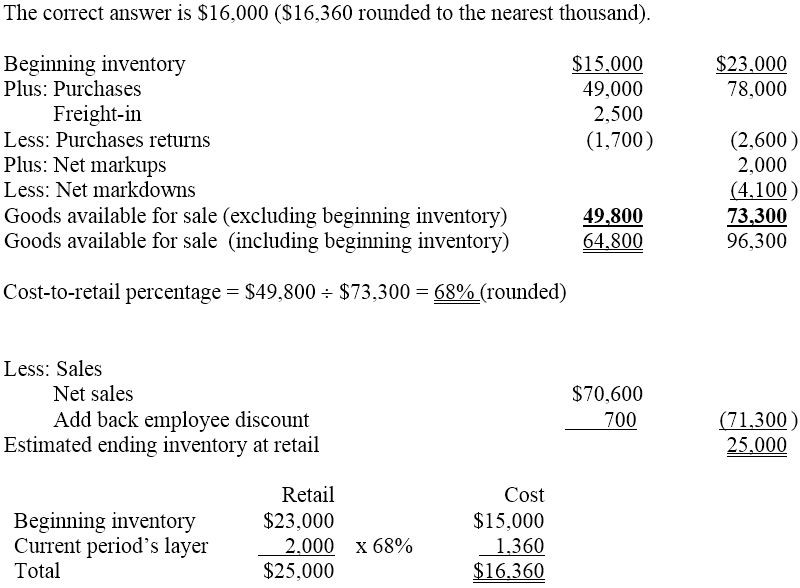 The correct answer is $16,000 ($16,360 rounded to the nearest thousand).
Beginning inventory $15,000 $23,000
Plus: Purchases 49,000 78,000
Freight-in 2,500
Less: Purchases returns (1,700) (2,600)
Plus: Net markups 2,000
Less: Net markdowns (4,100)
Goods available for sale (excluding beginning inventory) 49,800 73,300
Goods available for sale (including beginning inventory) 64,800 96,300
Cost-to-retail percentage = $49,800 ÷ $73,300 = 68% (rounded)
Less: Sales
Net sales $70,600
Add back employee discount 700 (71,300)
Estimated ending inventory at retail 25,000
Retail Cost
Beginning inventory $23,000 $15,000
Current period’s layer 2,000 x 68% 1,360
Total $25,000 $16,360